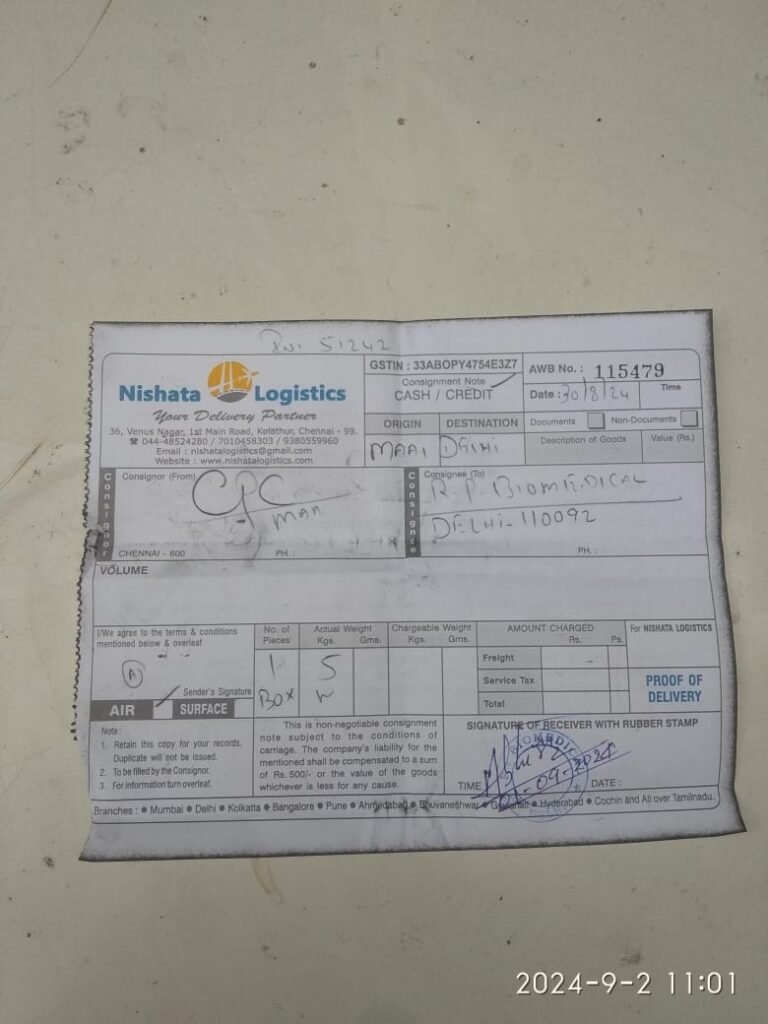 51242
Nishata Logistics
Your Delivery Partner
36, Venus Nagar, 1st Main Road, Kolathur, Chennai - 99.
☎ 044-48524280 / 7010458303 / 9380559960
Email : nishatalogistics@gmail.com
Website : www.nishatalogistics.com
GSTIN : 33ABOPY4754E3Z7
Consignment Note
CASH / CREDIT
AWB No. : 115479
Date : 30/8/24
Time
ORIGIN
DESTINATION
MAA
DELHI
Documents
Non-Documents
Description of Goods
Value (Rs.)
Consignor
Consignor (From)
CPC
MAA
CHENNAI - 600
PH. :
Consignee
Consignee (To)
R.P. BIOMEDICAL
DELHI-110092
PH. :
VOLUME
I/We agree to the terms & conditions
mentioned below & overleaf
A
Sender's Signature
AIR
SURFACE
No. of Pieces
Actual Weight
Kgs. Gms.
Chargeable Weight
Kgs. Gms.
1
5
BOX
AMOUNT CHARGED
Rs. Ps.
Freight -
Service Tax
Total
For NISHATA LOGISTICS
PROOF OF
DELIVERY
Note :
1. Retain this copy for your records.
Duplicate will not be issued.
2. To be filled by the Consignor.
3. For information turn overleaf.
This is non-negotiable consignment
note subject to the conditions of
carriage. The company's liability for the
mentioned shall be compensated to a sum
of Rs.500/- or the value of the goods
whichever is less for any cause.
SIGNATURE OF RECEIVER WITH RUBBER STAMP
TIME
DATE :
Branches : ● Mumbai ● Delhi ● Kolkatta ● Bangalore ● Pune ● Ahmedabad ● Bhuvaneshwar ● Guwahati ● Hyderabad ● Cochin and All over Tamilnadu.
2024-9-2 11:01